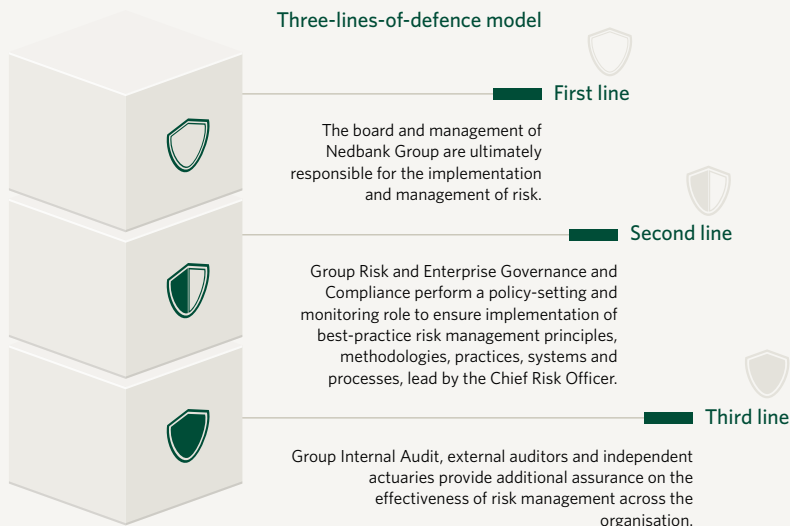 Three-lines-of-defence model
First line
The board and management of
Nedbank Group are ultimately
responsible for the implementation
and management of risk.
Second line
Group Risk and Enterprise Governance and
Compliance perform a policy-setting and
monitoring role to ensure implementation of
best-practice risk management principles,
methodologies, practices, systems and
processes, lead by the Chief Risk Officer.
Third line
Group Internal Audit, external auditors and independent
actuaries provide additional assurance on the
effectiveness of risk management across the
organisation.